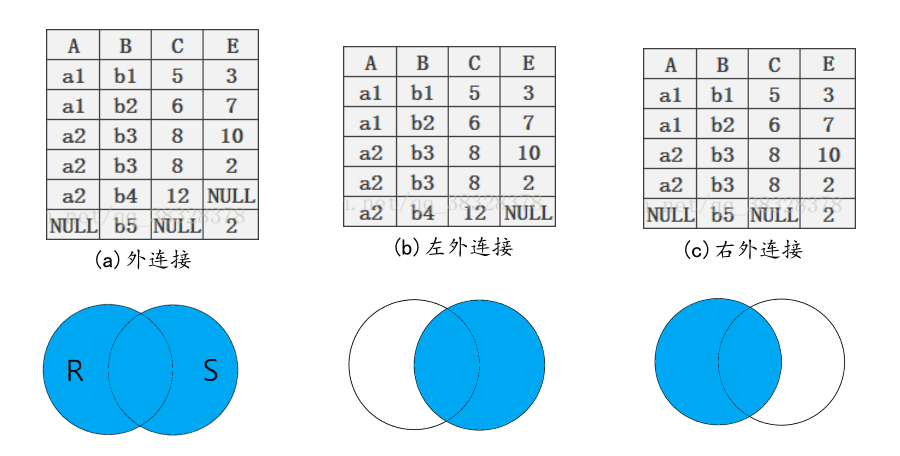 A B C E
a1 b1 5 3
a1 b2 6 7
a2 b3 8 10
a2 b3 8 2
a2 b4 12 NULL
NULL b5 NULL 2
(a)外连接
A B C E
a1 b1 5 3
a1 b2 6 7
a2 b3 8 10
a2 b3 8 2
a2 b4 12 NULL
(b)左外连接
A B C E
a1 b1 5 3
a1 b2 6 7
a2 b3 8 10
a2 b3 8 2
NULL b5 NULL 2
(c)右外连接
R S